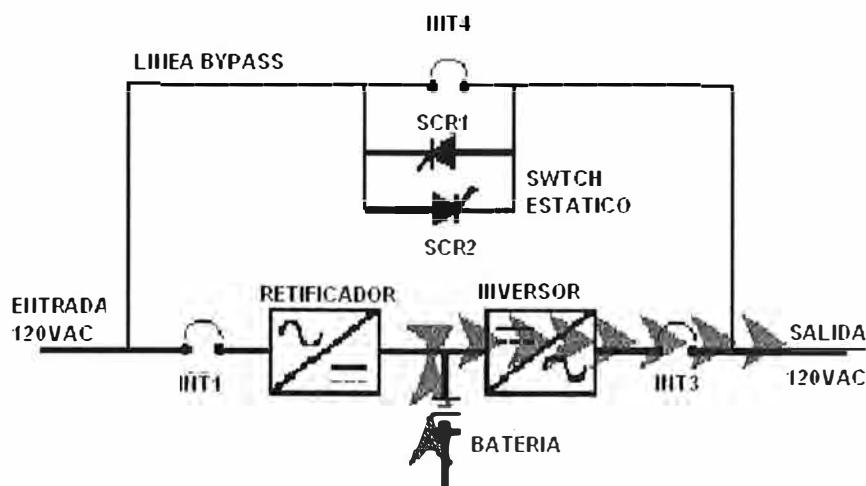 INT4
LINEA BYPASS
SCR1
SWTCH
ESTATICO
SCR2
ENTRADA
120VAC
RETIFICADOR
INVERSOR
SALIDA
120VAC
INT1
INT3
BATERIA